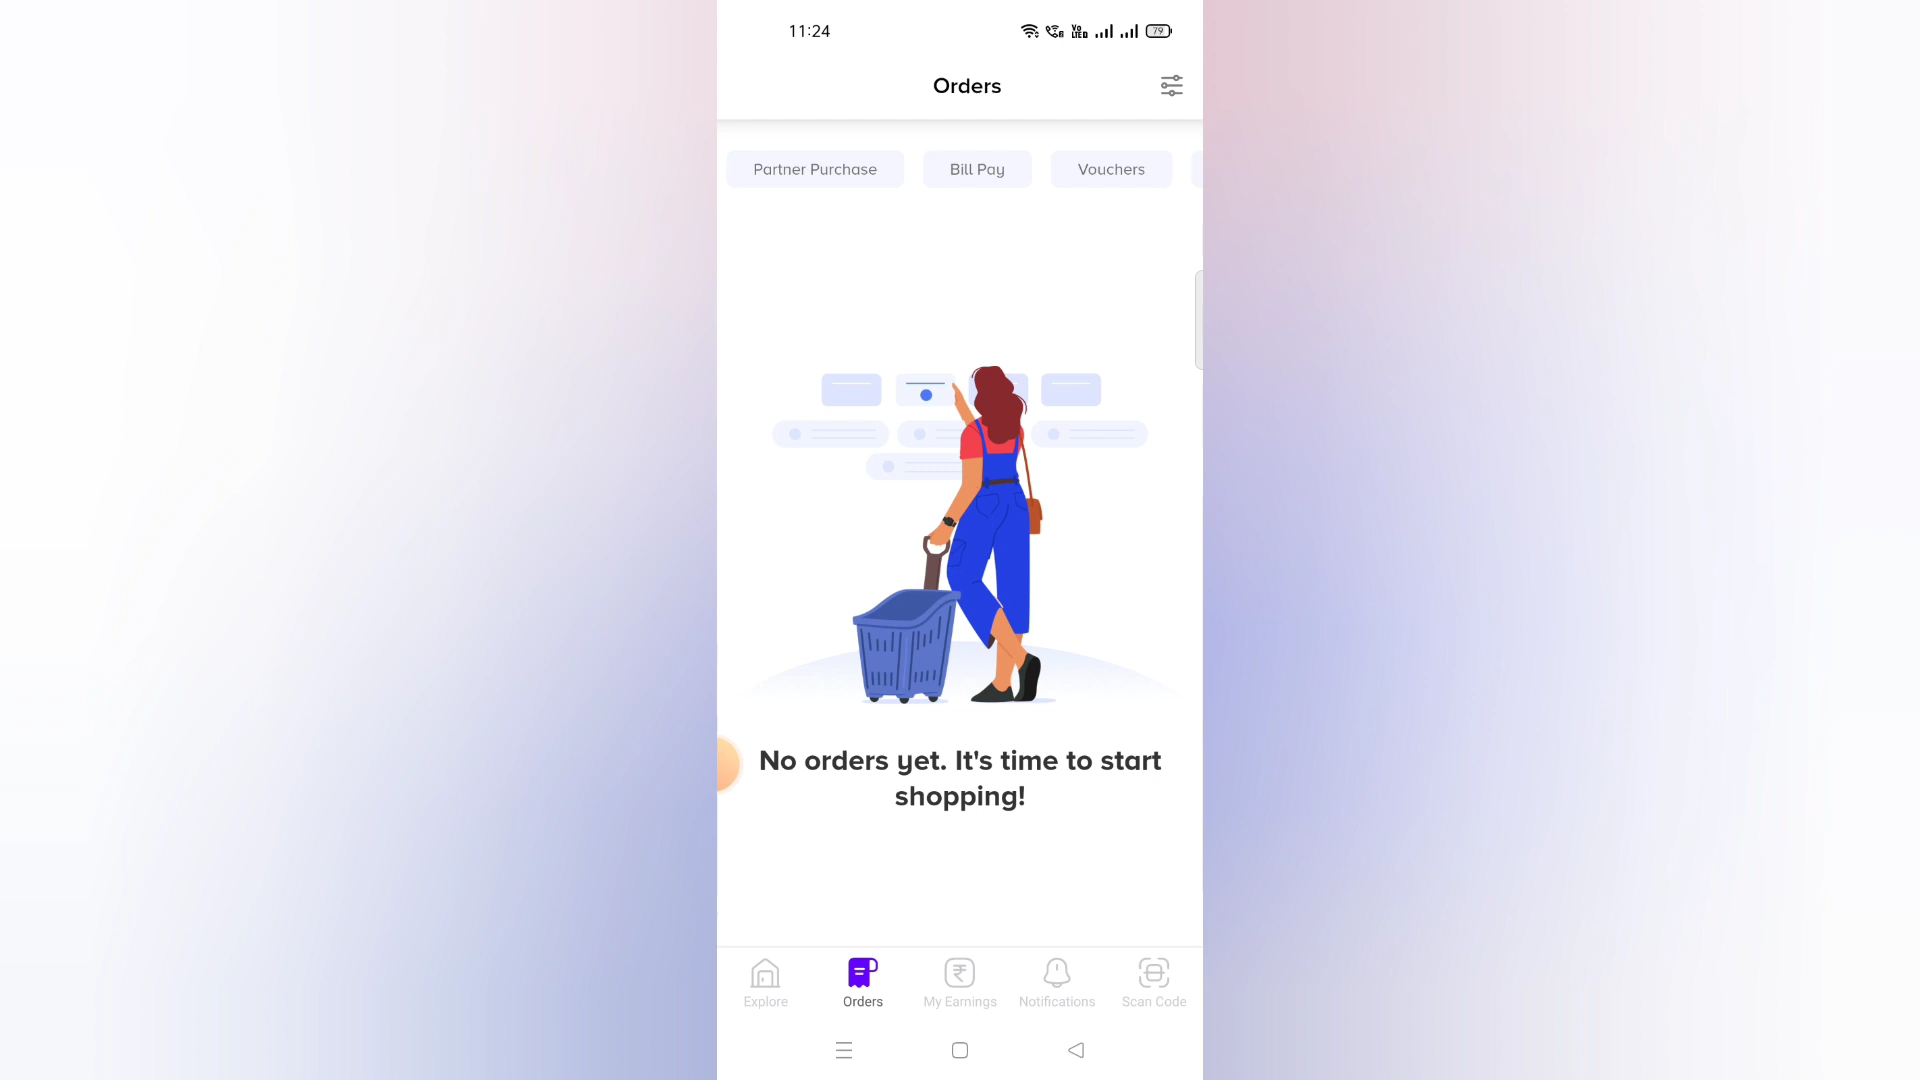 11:24
79
Orders
Partner Purchase
Bill Pay
Vouchers
No orders yet. It's time to start
shopping!
Explore
Orders
My Earnings
Notifications
Scan Code